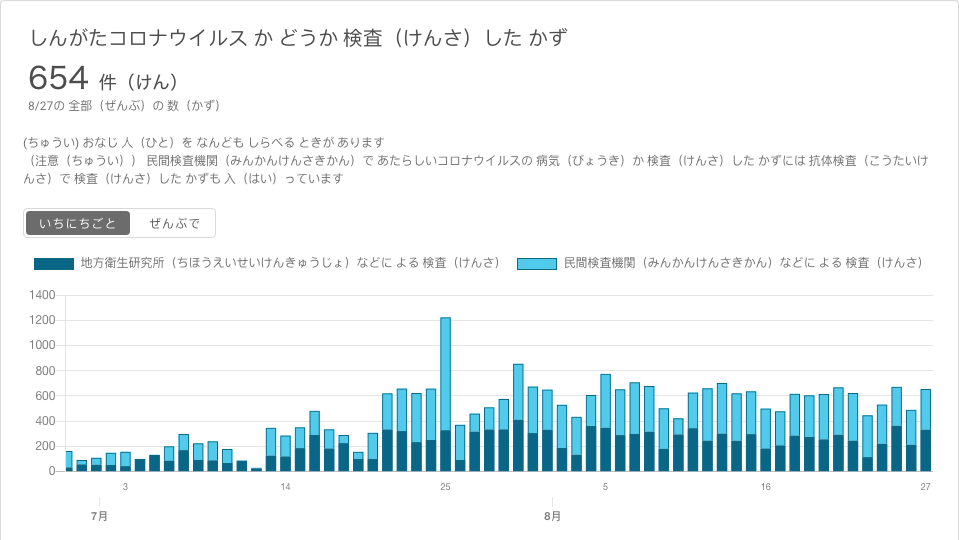 しんがたコロナウイルス か どうか 検査（けんさ）した かず
654 件（けん）
8/27の 全部（ぜんぶ）の 数（かず）
(ちゅうい) おなじ 人（ひと）を なんども しらべる ときが あります
（注意（ちゅうい）） 民間検査機関（みんかんけんさきかん）で あたらしいコロナウイルスの 病気（びょうき）か 検査（けんさ）した かずには 抗体検査（こうたいけ
んさ）で 検査（けんさ）した かずも 入（はい）っています
いちにちごと ぜんぶで
地方衛生研究所（ちほうえいせいけんきゅうじょ）などに よる 検査（けんさ） 民間検査機関（みんかんけんさきかん）などに よる 検査（けんさ）
1400
1200
1000
800
600
400
200
0
3 14 25 5 16 27
7月 8月